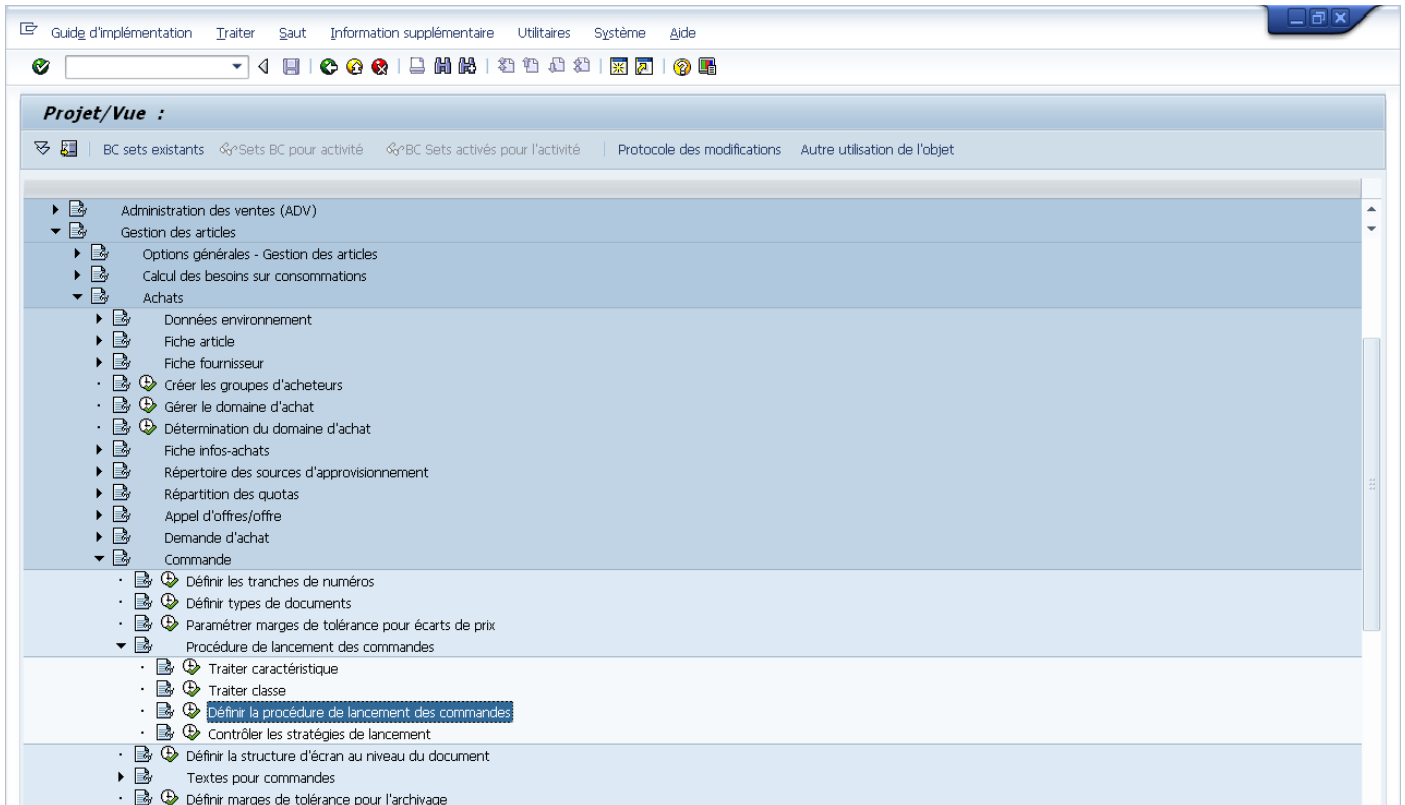 Guide d'implémentation Traiter Saut Information supplémentaire Utilitaires Système Aide
Projet/Vue :
BC sets existants Sets BC pour activité BC Sets activés pour l'activité Protocole des modifications Autre utilisation de l'objet
Administration des ventes (ADV)
Gestion des articles
Options générales - Gestion des articles
Calcul des besoins sur consommations
Achats
Données environnement
Fiche article
Fiche fournisseur
Créer les groupes d'acheteurs
Gérer le domaine d'achat
Détermination du domaine d'achat
Fiche infos-achats
Répertoire des sources d'approvisionnement
Répartition des quotas
Appel d'offres/offre
Demande d'achat
Commande
Définir les tranches de numéros
Définir types de documents
Paramétrer marges de tolérance pour écarts de prix
Procédure de lancement des commandes
Traiter caractéristique
Traiter classe
Définir la procédure de lancement des commandes
Contrôler les stratégies de lancement
Définir la structure d'écran au niveau du document
Textes pour commandes
Définir marges de tolérance pour l'archivage